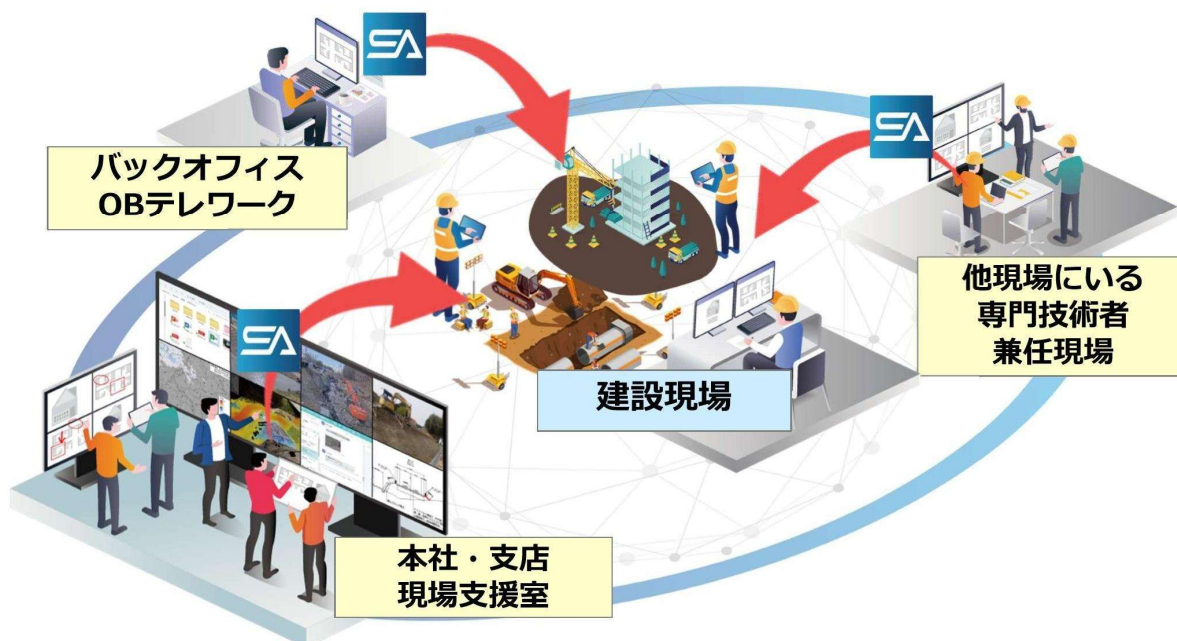 SA
バックオフィス
OBテレワーク
SA
他現場にいる
専門技術者
兼任現場
建設現場
SA
本社・支店
現場支援室